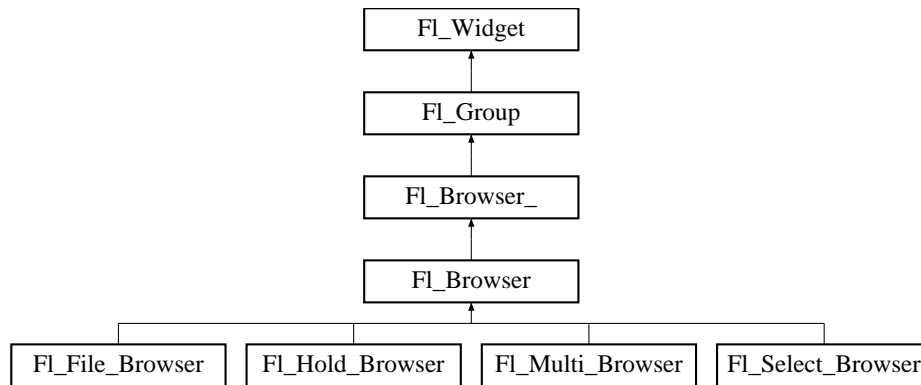 Fl_Widget
Fl_Group
Fl_Browser_
Fl_Browser
Fl_File_Browser
Fl_Hold_Browser
Fl_Multi_Browser
Fl_Select_Browser